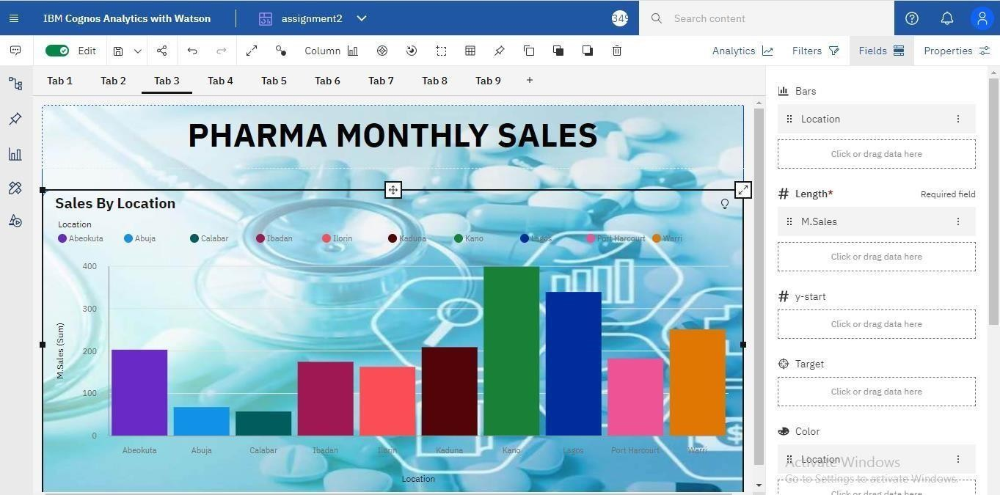 IBM Cognos Analytics with Watson
assignment2
349
Search content
Edit
Column
Analytics
Filters
Fields
Properties
Tab 1 Tab 2 Tab 3 Tab 4 Tab 5 Tab 6 Tab 7 Tab 8 Tab 9 +
PHARMA MONTHLY SALES
Sales By Location
Location
Abeokuta Abuja Calabar Ibadan Ilorin Kaduna Kano Lagos Port Harcourt Warri
400
300
200
100
0
M.Sales (Sum)
Abeokuta Abuja Calabar Ibadan Ilorin Kaduna Kano Lagos Port Harcourt Warri
Location
Bars
Location
Click or drag data here
# Length* Required field
M.Sales
Click or drag data here
# y-start
Click or drag data here
Target
Click or drag data here
Color
Location
Activate Windows
Go to Settings to activate Windows.
Click or drag data here